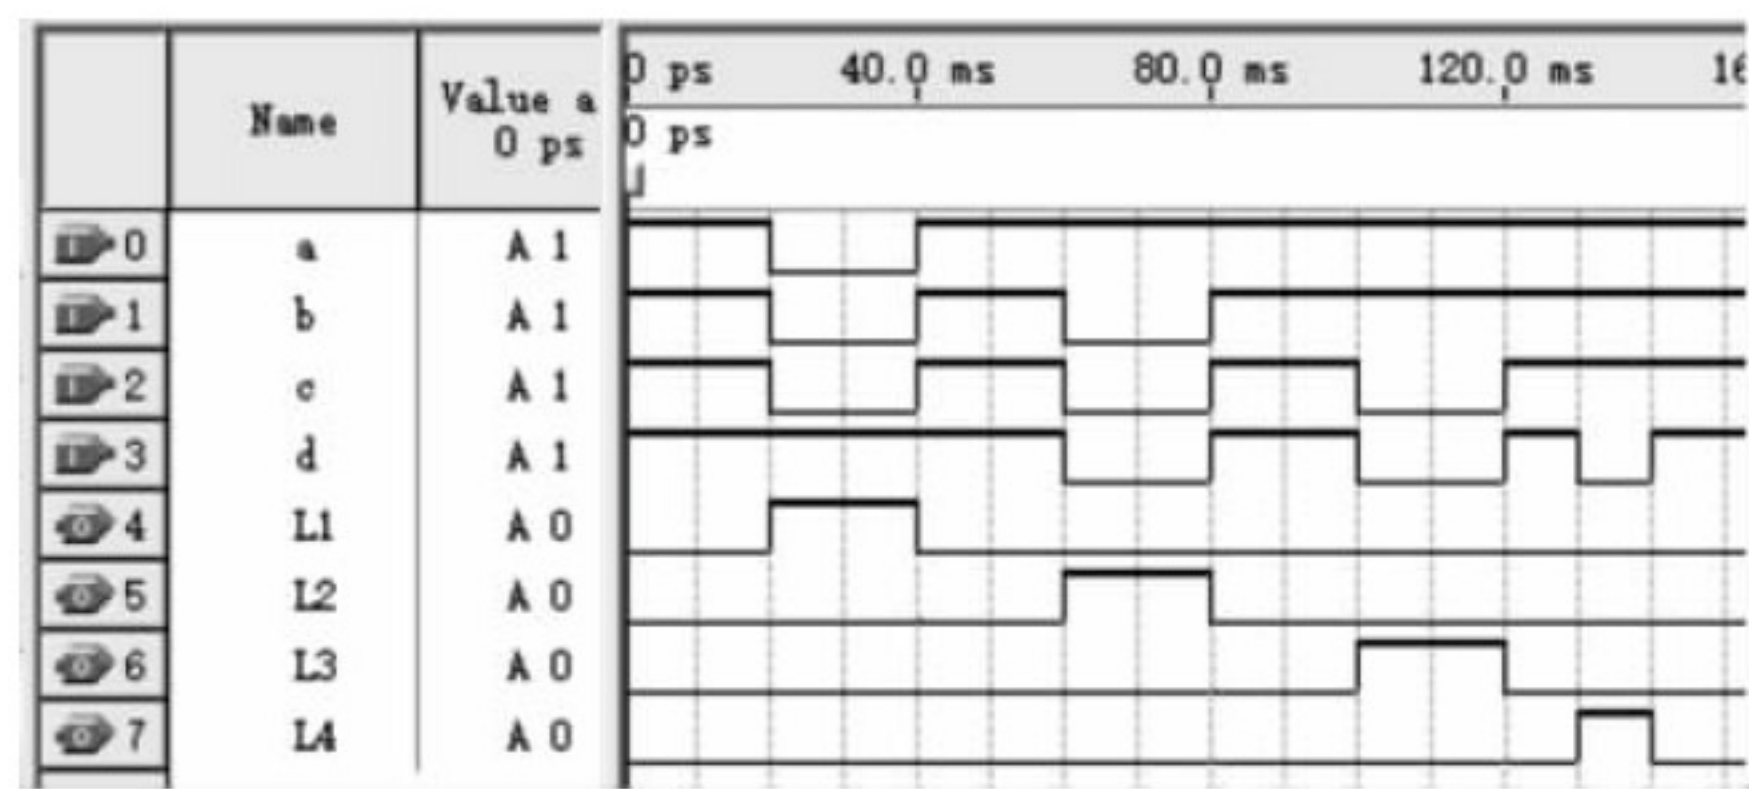 0 ps 40.0 ms 80.0 ms 120.0 ms 16
Name Value a
0 ps 0 ps
0 a A 1
1 b A 1
2 c A 1
3 d A 1
4 L1 A 0
5 L2 A 0
6 L3 A 0
7 L4 A 0